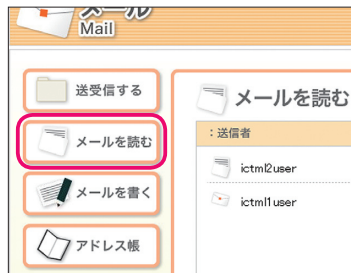 メール
Mail
送受信する
メールを読む
メールを書く
アドレス帳
メールを読む
:送信者
ictml2user
ictml1user